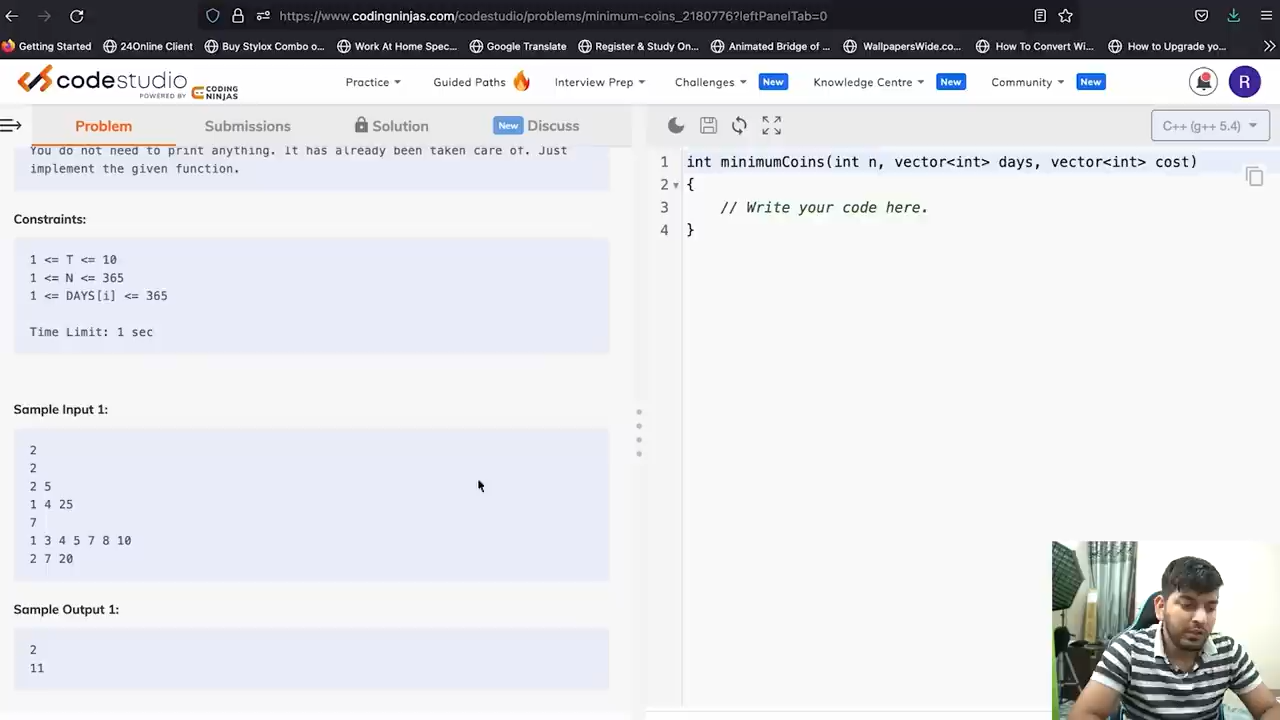 https://www.codingninjas.com/codestudio/problems/minimum-coins_2180776?leftPanelTab=0
Getting Started
24Online Client
Buy Stylox Combo o...
Work At Home Spec...
Google Translate
Register & Study On...
Animated Bridge of ...
WallpapersWide.co...
How To Convert Wi...
How to Upgrade yo...
codestudio
POWERED BY CODING NINJAS
Practice
Guided Paths
Interview Prep
Challenges
New
Knowledge Centre
New
Community
New
R
Problem
Submissions
Solution
New
Discuss
You do not need to print anything. It has already been taken care of. Just
implement the given function.
Constraints:
1 <= T <= 10
1 <= N <= 365
1 <= DAYS[i] <= 365
Time Limit: 1 sec
Sample Input 1:
2
2
2 5
1 4 25
7
1 3 4 5 7 8 10
2 7 20
Sample Output 1:
2
11
C++ (g++ 5.4)
1 int minimumCoins(int n, vector<int> days, vector<int> cost)
2 {
3 // Write your code here.
4 }